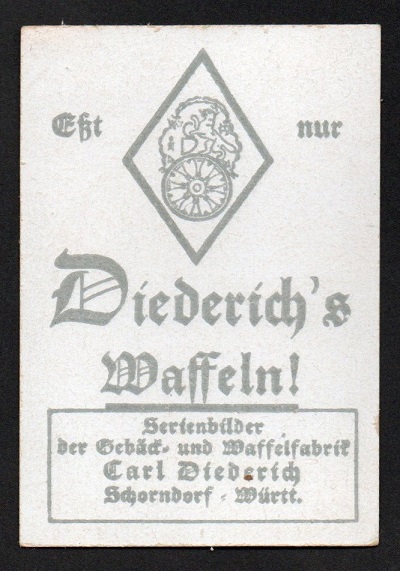 Eßt nur
Diederich's
Waffeln!
Serienbilder
der Gebäck- und Waffelfabrik
Carl Diederich
Schorndorf - Württ.